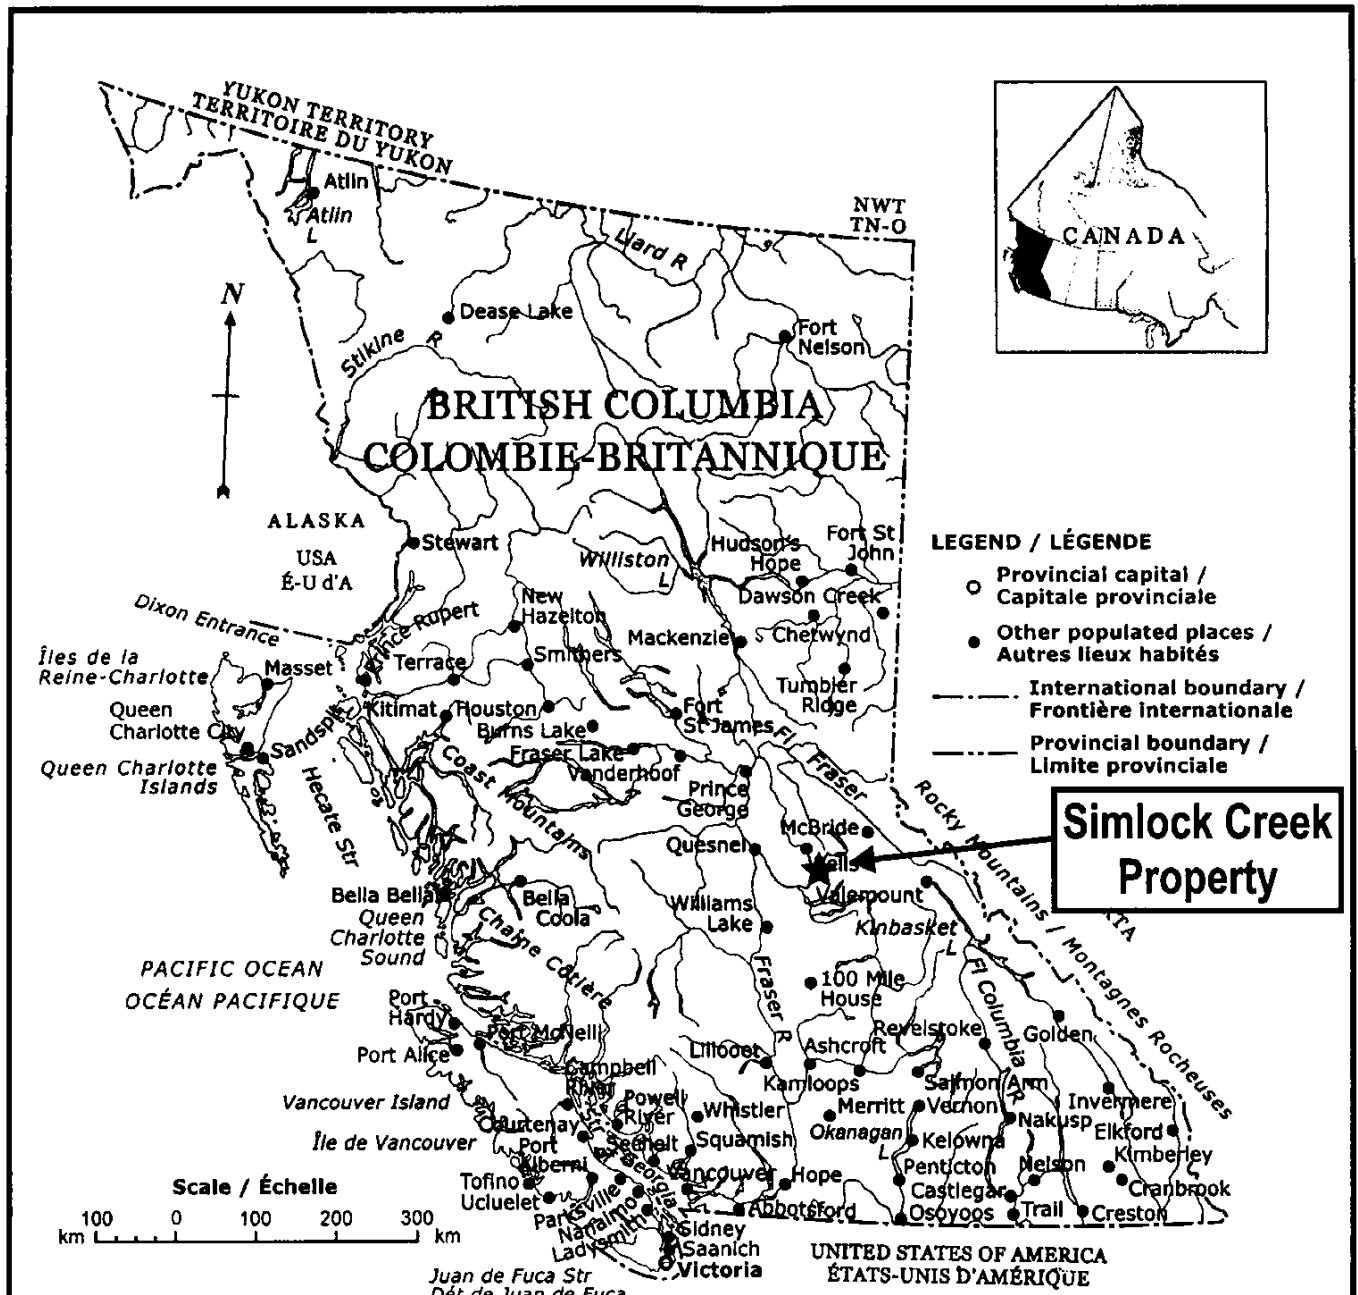 YUKON TERRITORY
TERRITOIRE DU YUKON
Atlin
Atlin
L
NWT
TN-O
Liard R
CANADA
N
Dease Lake
Stikine R
Fort
Nelson
BRITISH COLUMBIA
COLOMBIE-BRITANNIQUE
ALASKA
USA
É-U d'A
Stewart
Williston
L
Hudson's
Hope
Fort St
John
LEGEND / LÉGENDE
Provincial capital /
Capitale provinciale
Other populated places /
Autres lieux habités
International boundary /
Frontière internationale
Provincial boundary /
Limite provinciale
Dixon Entrance
Prince Rupert
New
Hazelton
Dawson Creek
Chetwynd
Mackenzie
Îles de la
Reine-Charlotte
Masset
Terrace
Smithers
Tumbler
Ridge
Queen
Charlotte City
Sandspit
Kitimat
Houston
Burns Lake
Fort
St James
Fraser Lake
Vanderhoof
Queen Charlotte
Islands
Hecate Str
Coast Mountains
Prince
George
Fl Fraser
Rocky Mountains / Montagnes Rocheuses
Simlock Creek
Property
McBride
Quesnel
Wells
Valemount
Bella Bella
Bella
Coola
Williams
Lake
Kinbasket
L
Queen
Charlotte
Sound
Chaîne Côtière
PACIFIC OCEAN
OCÉAN PACIFIQUE
Fraser R
100 Mile
House
Fl Columbia R
Port
Hardy
Port McNeill
Port Alice
Revelstoke
Golden
Lillooet
Ashcroft
Kamloops
Salmon Arm
Campbell
River
Powell
River
Vancouver Island
Île de Vancouver
Whistler
Merritt
Vernon
Nakusp
Invermere
Courtenay
Sechelt
Squamish
Okanagan
L
Kelowna
Elkford
Kimberley
Port
Alberni
Str Georgia
Vancouver
Hope
Penticton
Nelson
Cranbrook
Tofino
Ucluelet
Castlegar
Parksville
Nanaimo
Ladysmith
Abbotsford
Osoyoos
Trail
Creston
Scale / Échelle
100 0 100 200 300
km km
Sidney
Saanich
Victoria
UNITED STATES OF AMERICA
ÉTATS-UNIS D'AMÉRIQUE
Juan de Fuca Str
Dét de Juan de Fuca